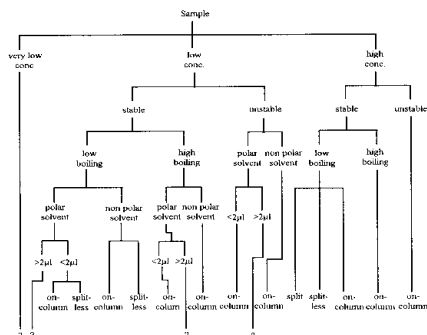 Sample
very low
conc
low
conc.
high
conc.
stable
unstable
stable
unstable
low
boiling
high
boiling
polar
solvent
non polar
solvent
low
boiling
high
boiling
polar
solvent
non polar
solvent
polar
solvent
non polar
solvent
<2µl
>2µl
>2µl
<2µl
<2µl
>2µl
on-
column
split-
less
on-
column
split-
less
on-
column
on-
column
on-
column
on-
column
split
split
less
on-
column
on-
column
on-
column